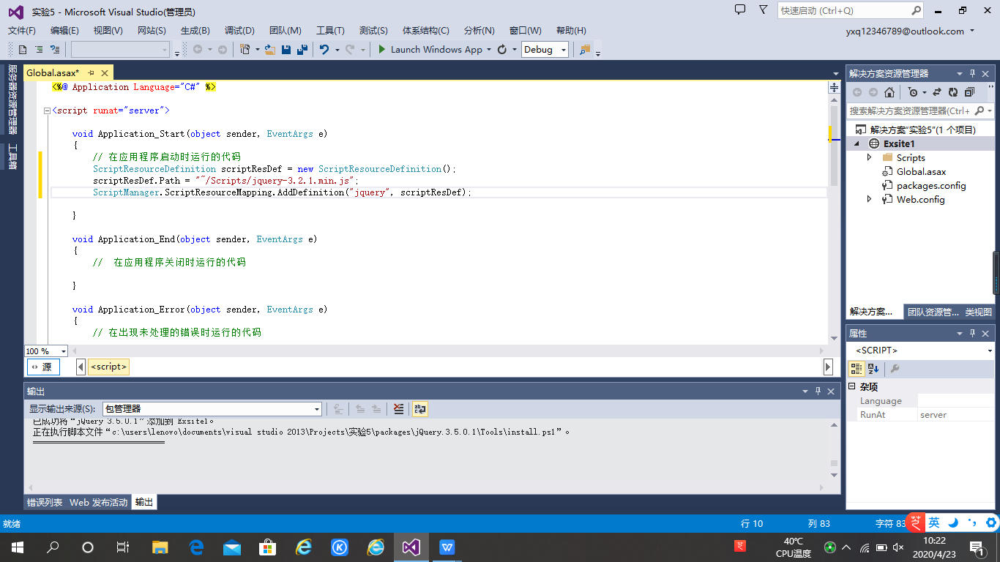 实验5 - Microsoft Visual Studio(管理员)
快速启动 (Ctrl+Q)
文件(F) 编辑(E) 视图(V) 网站(S) 生成(B) 调试(D) 团队(M) 工具(T) 测试(S) 体系结构(C) 分析(N) 窗口(W) 帮助(H)
yxq12346789@outlook.com
Launch Windows App Debug
服务器资源管理器
工具箱
Global.asax*
<%@ Application Language="C#" %>
<script runat="server">
void Application_Start(object sender, EventArgs e)
{
// 在应用程序启动时运行的代码
ScriptResourceDefinition scriptResDef = new ScriptResourceDefinition();
scriptResDef.Path = "~/Scripts/jquery-3.2.1.min.js";
ScriptManager.ScriptResourceMapping.AddDefinition("jquery", scriptResDef);
}
void Application_End(object sender, EventArgs e)
{
//  在应用程序关闭时运行的代码
}
void Application_Error(object sender, EventArgs e)
{
// 在出现未处理的错误时运行的代码
100 %
源 <script>
解决方案资源管理器
搜索解决方案资源管理器(Ctrl+
解决方案"实验5"(1 个项目)
Exsite1
Scripts
Global.asax
packages.config
Web.config
解决方案... 团队资源管... 类视图
属性
<SCRIPT>
杂项
Language
RunAt server
输出
显示输出来源(S): 包管理器
已成功将“jQuery 3.5.0.1”添加到 Exsite1。
正在执行脚本文件“c:\users\lenovo\documents\visual studio 2013\Projects\实验5\packages\jQuery.3.5.0.1\Tools\install.ps1”。
==============================
错误列表 Web 发布活动 输出
就绪 行 10 列 83 字符 83 英
40℃
CPU温度
10:22
2020/4/23
1